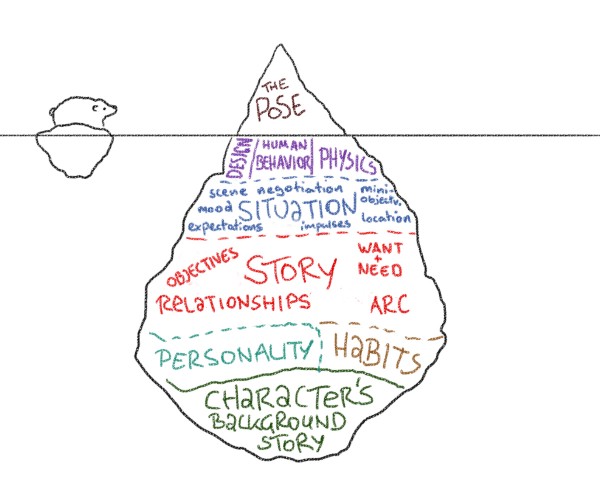 THE
POSE
DESIGN
HUMAN
BEHAVIOR
PHYSICS
scene negotiation
mini-
objectv.
mood
SITUATION
location
expectations
impulses
OBJECTIVES
STORY
WANT
+
NEED
RELATIONSHIPS
ARC
PERSONALITY
HABITS
CHARACTER'S
BACKGROUND
STORY